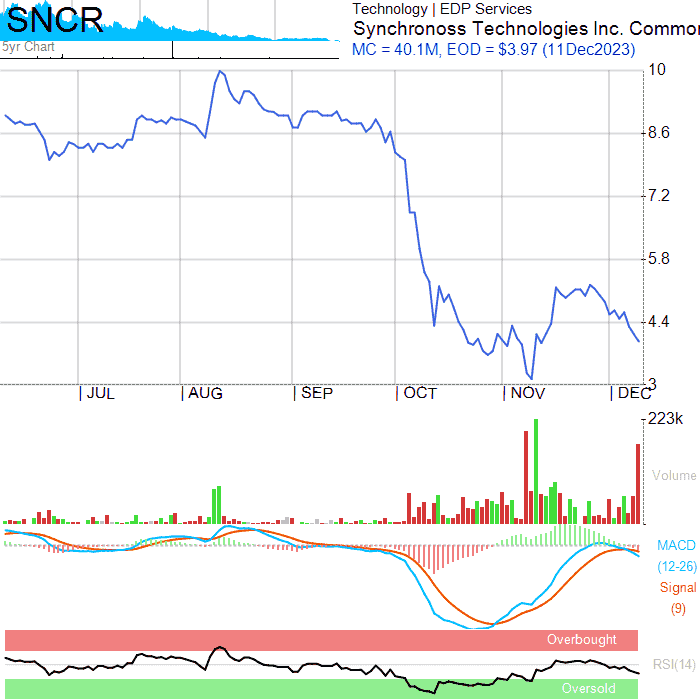 SNCR
5yr Chart
Technology | EDP Services
Synchronoss Technologies Inc. Common
MC = 40.1M, EOD = $3.97 (11Dec2023)
10
8.6
7.2
5.8
4.4
3
JUL AUG SEP OCT NOV DEC
223k
Volume
MACD
(12-26)
Signal
(9)
Overbought
RSI(14)
Oversold